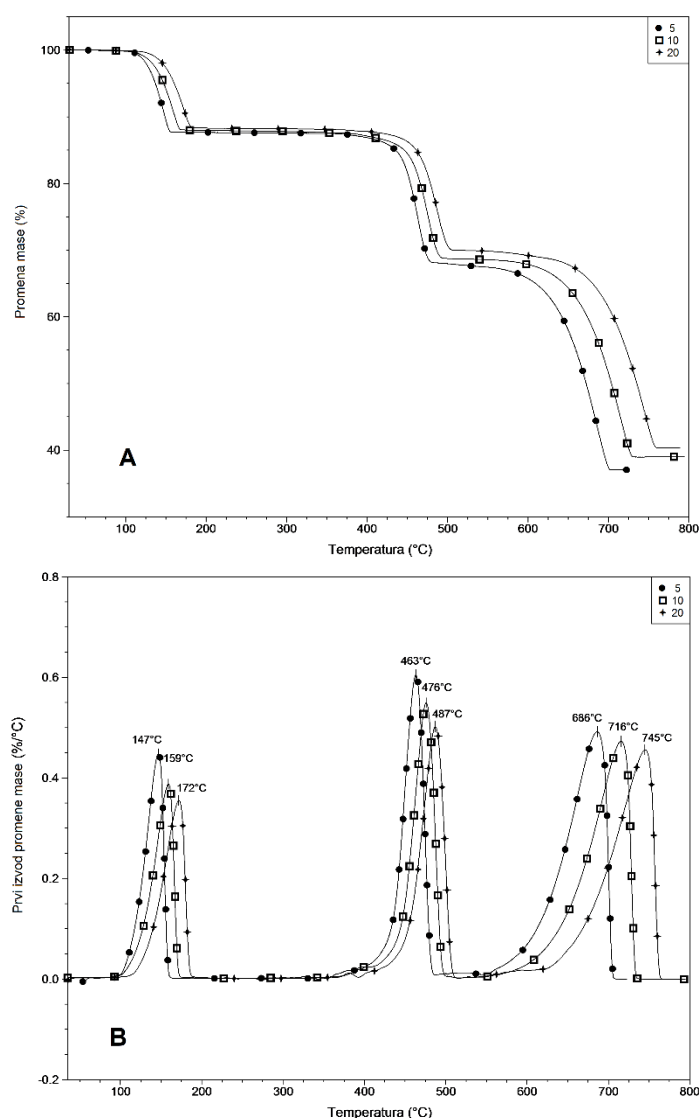 5
10
20
100
80
60
40
Promena mase (%)
A
100 200 300 400 500 600 700 800
Temperatura (°C)
5
10
20
0.8
0.6
0.4
0.2
0.0
-0.2
Prvi izvod promene mase (%/°C)
463°C
476°C
487°C
686°C
716°C
745°C
147°C
159°C
172°C
B
0 100 200 300 400 500 600 700 800
Temperatura (°C)